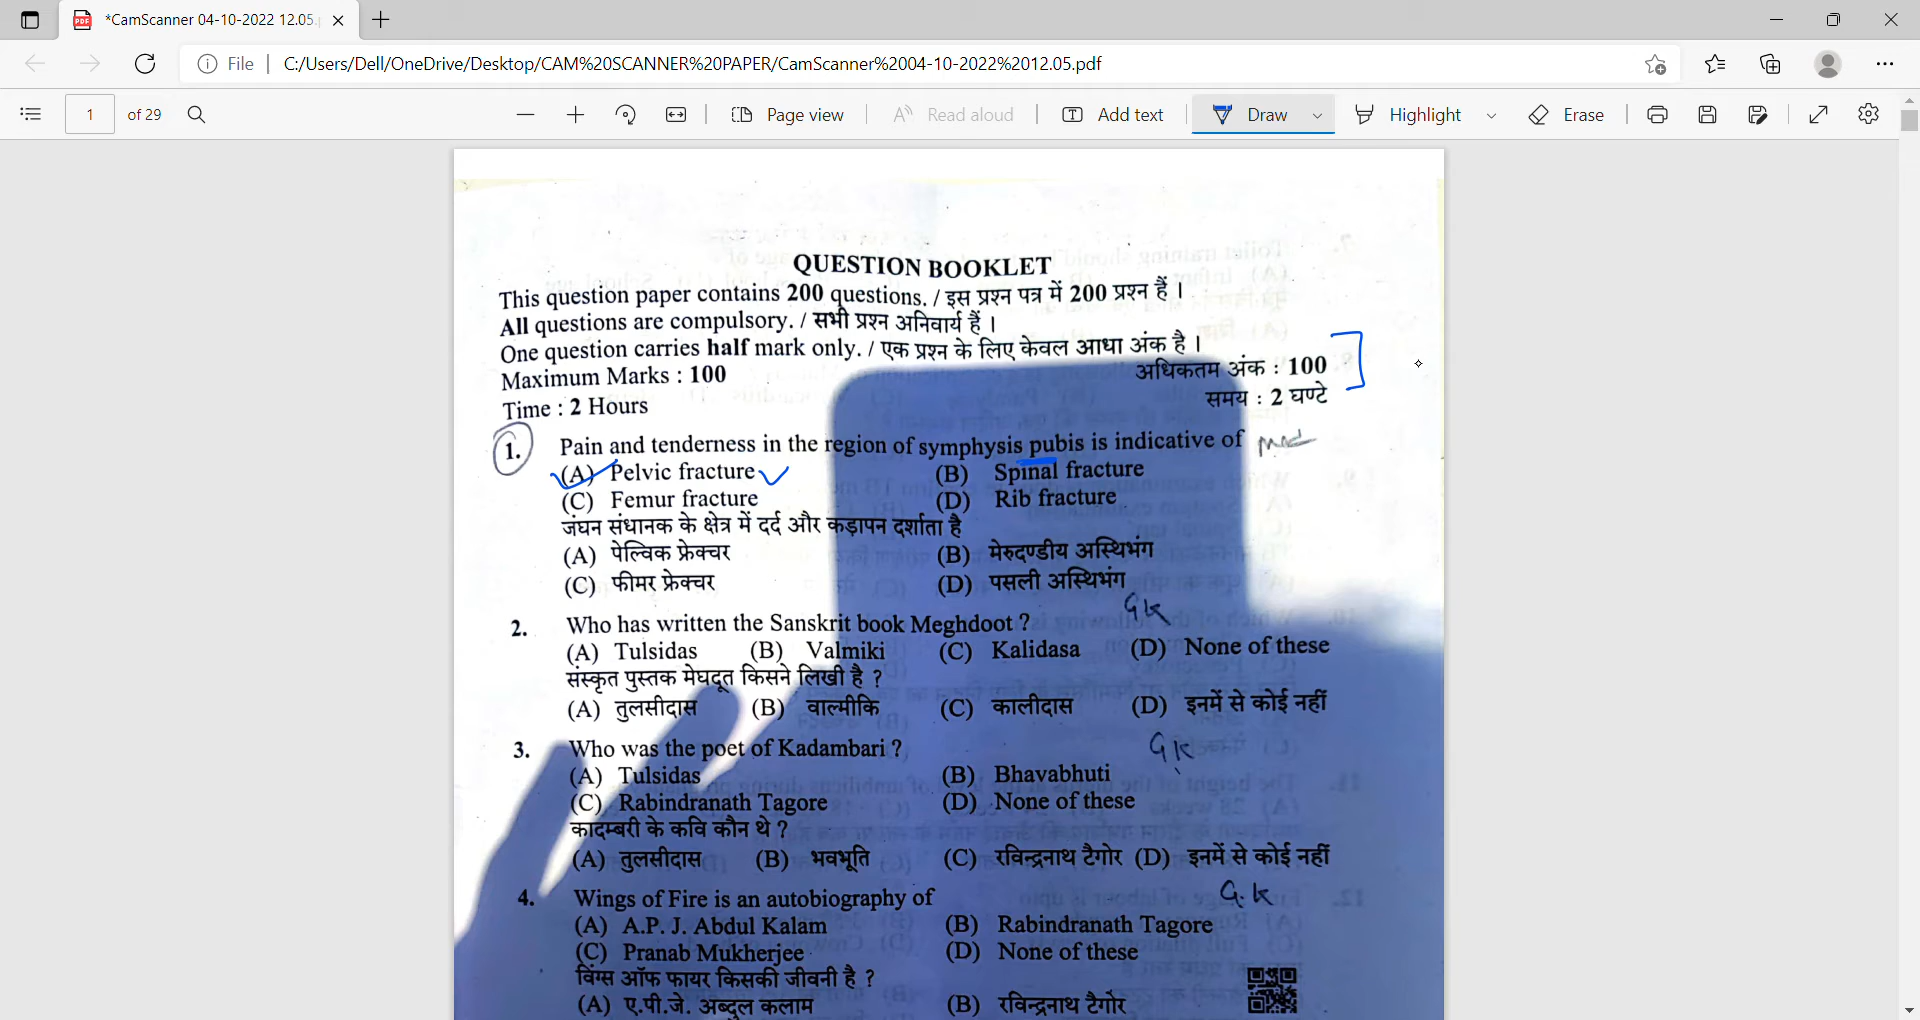 *CamScanner 04-10-2022 12.05.
File C:/Users/Dell/OneDrive/Desktop/CAM%20SCANNER%20PAPER/CamScanner%2004-10-2022%2012.05.pdf
1 of 29 Page view Read aloud Add text Draw Highlight Erase
QUESTION BOOKLET
This question paper contains 200 questions. / इस प्रश्न पत्र में 200 प्रश्न हैं ।
All questions are compulsory. / सभी प्रश्न अनिवार्य हैं ।
One question carries half mark only. / एक प्रश्न के लिए केवल आधा अंक है ।
Maximum Marks : 100 अधिकतम अंक : 100
Time : 2 Hours समय : 2 घण्टे
1. Pain and tenderness in the region of symphysis pubis is indicative of
(A) Pelvic fracture (B) Spinal fracture
(C) Femur fracture (D) Rib fracture
जंघन संधानक के क्षेत्र में दर्द और कड़ापन दर्शाता है
(A) पेल्विक फ्रेक्चर (B) मेरुदण्डीय अस्थिभंग
(C) फीमर फ्रेक्चर (D) पसली अस्थिभंग
GK
2. Who has written the Sanskrit book Meghdoot ?
(A) Tulsidas (B) Valmiki (C) Kalidasa (D) None of these
संस्कृत पुस्तक मेघदूत किसने लिखी है ?
(A) तुलसीदास (B) वाल्मीकि (C) कालीदास (D) इनमें से कोई नहीं
3. Who was the poet of Kadambari ? GK
(A) Tulsidas (B) Bhavabhuti
(C) Rabindranath Tagore (D) None of these
कादम्बरी के कवि कौन थे ?
(A) तुलसीदास (B) भवभूति (C) रविन्द्रनाथ टैगोर (D) इनमें से कोई नहीं
4. Wings of Fire is an autobiography of G.K
(A) A.P. J. Abdul Kalam (B) Rabindranath Tagore
(C) Pranab Mukherjee (D) None of these
विंग्स ऑफ फायर किसकी जीवनी है ?
(A) ए.पी.जे. अब्दुल कलाम (B) रविन्द्रनाथ टैगोर